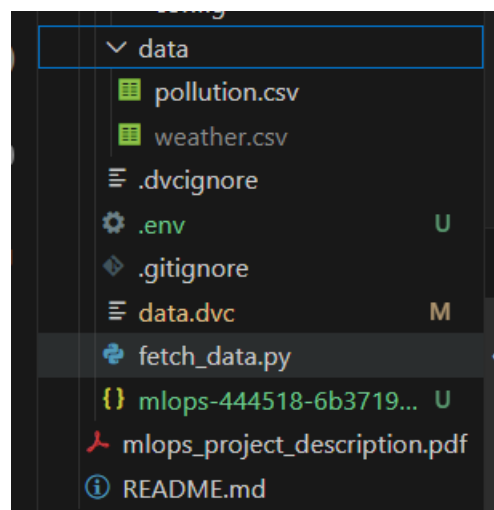 data
pollution.csv
weather.csv
.dvcignore
.env U
.gitignore
data.dvc M
fetch_data.py
{} mlops-444518-6b3719... U
mlops_project_description.pdf
README.md